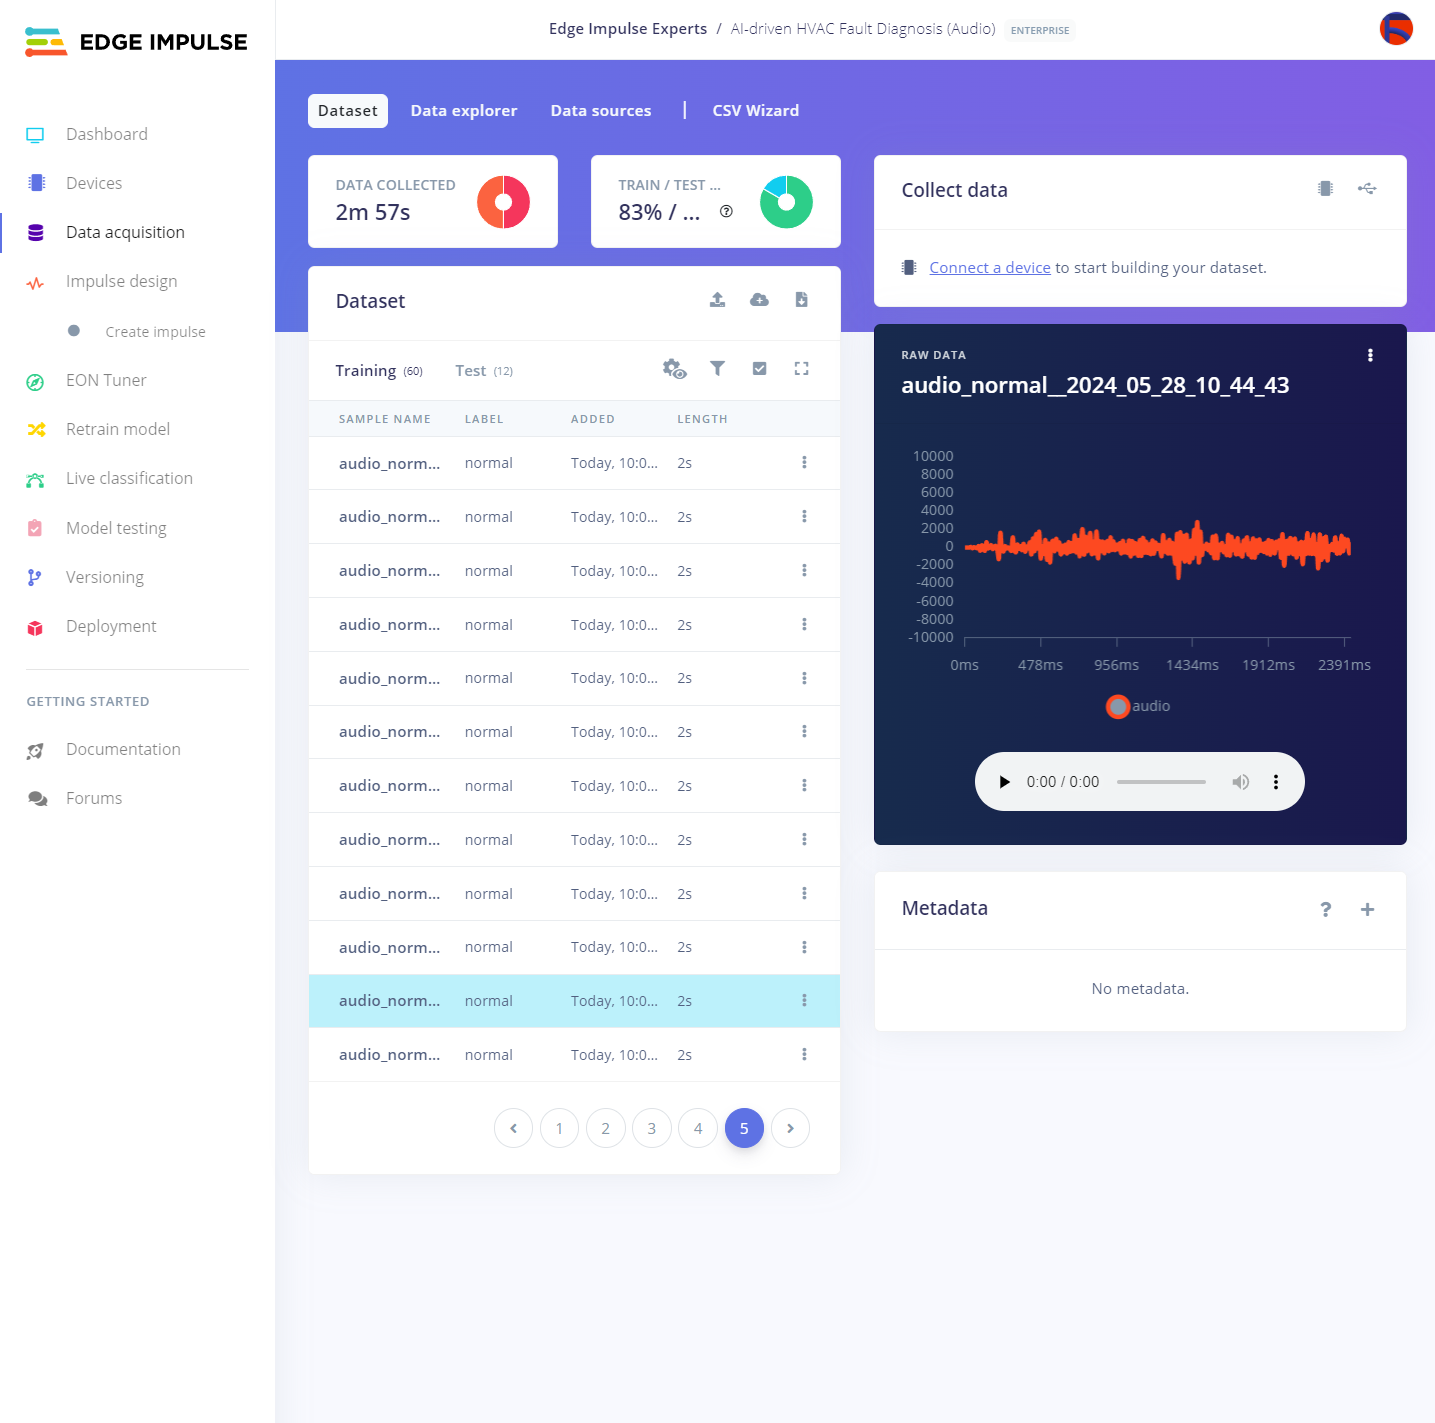 EDGE IMPULSE
Edge Impulse Experts / AI-driven HVAC Fault Diagnosis (Audio) ENTERPRISE
Dashboard
Devices
Data acquisition
Impulse design
Create impulse
EON Tuner
Retrain model
Live classification
Model testing
Versioning
Deployment
GETTING STARTED
Documentation
Forums
Dataset Data explorer Data sources | CSV Wizard
DATA COLLECTED
2m 57s
TRAIN / TEST ...
83% / ...
Dataset
Training (60) Test (12)
SAMPLE NAME LABEL ADDED LENGTH
audio_norm... normal Today, 10:0... 2s
audio_norm... normal Today, 10:0... 2s
audio_norm... normal Today, 10:0... 2s
audio_norm... normal Today, 10:0... 2s
audio_norm... normal Today, 10:0... 2s
audio_norm... normal Today, 10:0... 2s
audio_norm... normal Today, 10:0... 2s
audio_norm... normal Today, 10:0... 2s
audio_norm... normal Today, 10:0... 2s
audio_norm... normal Today, 10:0... 2s
audio_norm... normal Today, 10:0... 2s
audio_norm... normal Today, 10:0... 2s
1 2 3 4 5
Collect data
Connect a device to start building your dataset.
RAW DATA
audio_normal__2024_05_28_10_44_43
10000
8000
6000
4000
2000
0
-2000
-4000
-6000
-8000
-10000
0ms 478ms 956ms 1434ms 1912ms 2391ms
audio
0:00 / 0:00
Metadata
No metadata.